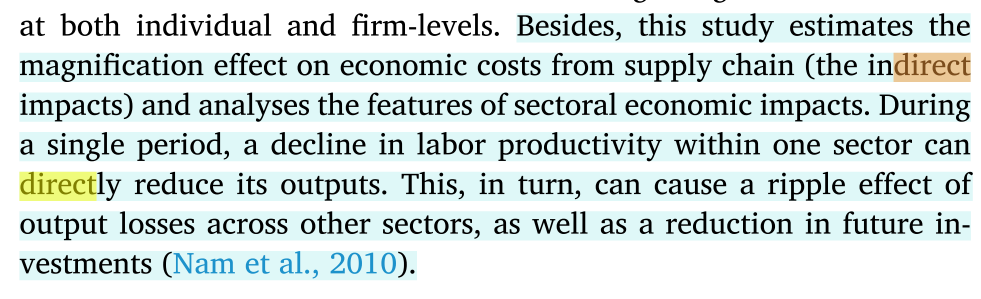 at both individual and firm-levels. Besides, this study estimates the
magnification effect on economic costs from supply chain (the indirect
impacts) and analyses the features of sectoral economic impacts. During
a single period, a decline in labor productivity within one sector can
directly reduce its outputs. This, in turn, can cause a ripple effect of
output losses across other sectors, as well as a reduction in future in-
vestments (Nam et al., 2010).